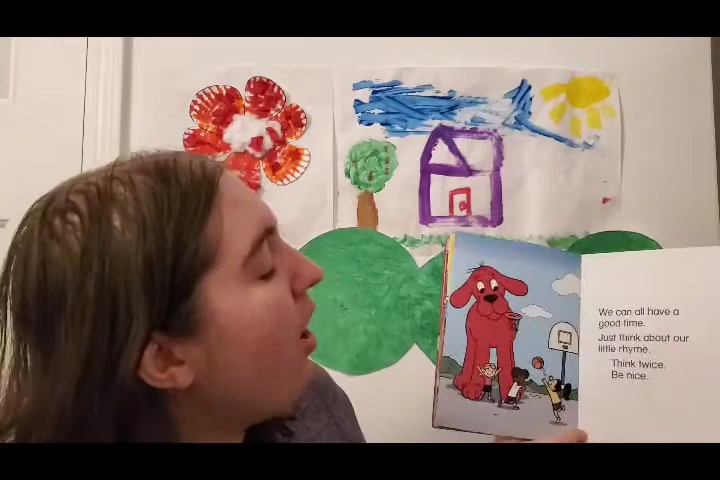 We can all have a
good time.
Just think about our
little rhyme.
Think twice.
Be nice.